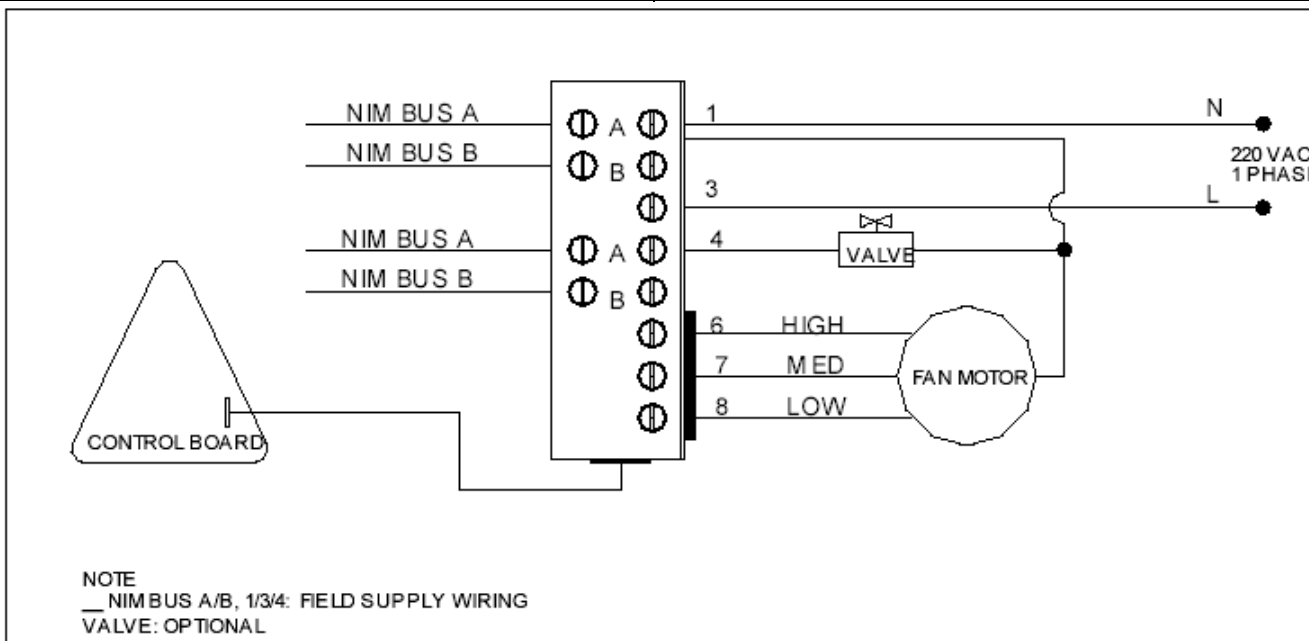 NIM BUS A
A
1
N
NIM BUS B
B
220 VAC
1 PHASE
3
L
NIM BUS A
A
4
VALVE
NIM BUS B
B
6 HIGH
7 MED
FAN MOTOR
8 LOW
CONTROL BOARD
NOTE
__ NIM BUS A/B, 1/3/4: FIELD SUPPLY WIRING
VALVE: OPTIONAL